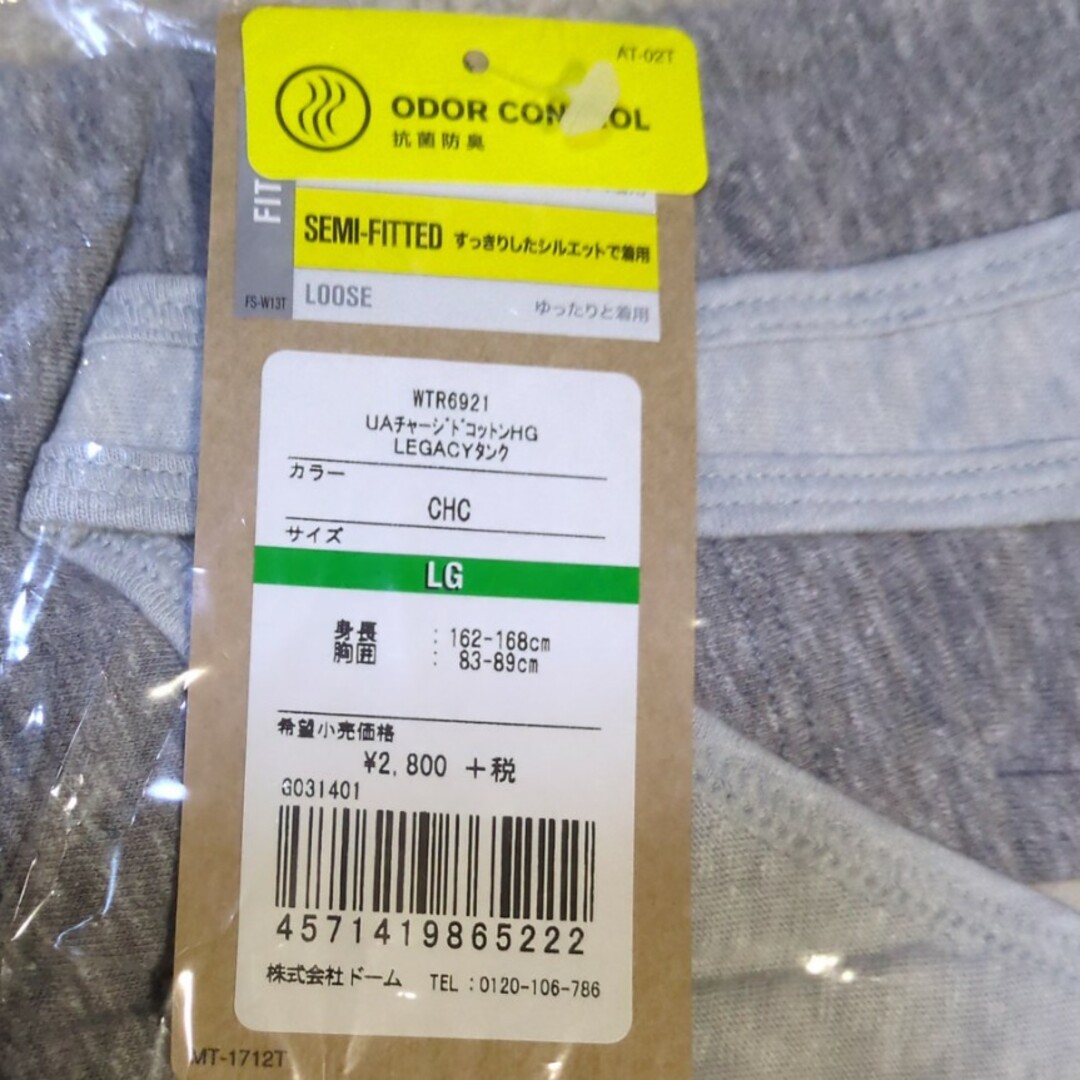 AT-02T
ODOR CONTROL
抗菌防臭
FIT
SEMI-FITTED すっきりしたシルエットで着用
LOOSE ゆったりと着用
FS-W13T
WTR6921
UAチャージドコットンHG
LEGACYタンク
カラー
CHC
サイズ
LG
身長 : 162-168cm
胸囲 : 83-89cm
希望小売価格
¥2,800 +税
G031401
4571419865222
株式会社ドーム TEL:0120-106-786
MT-1712T